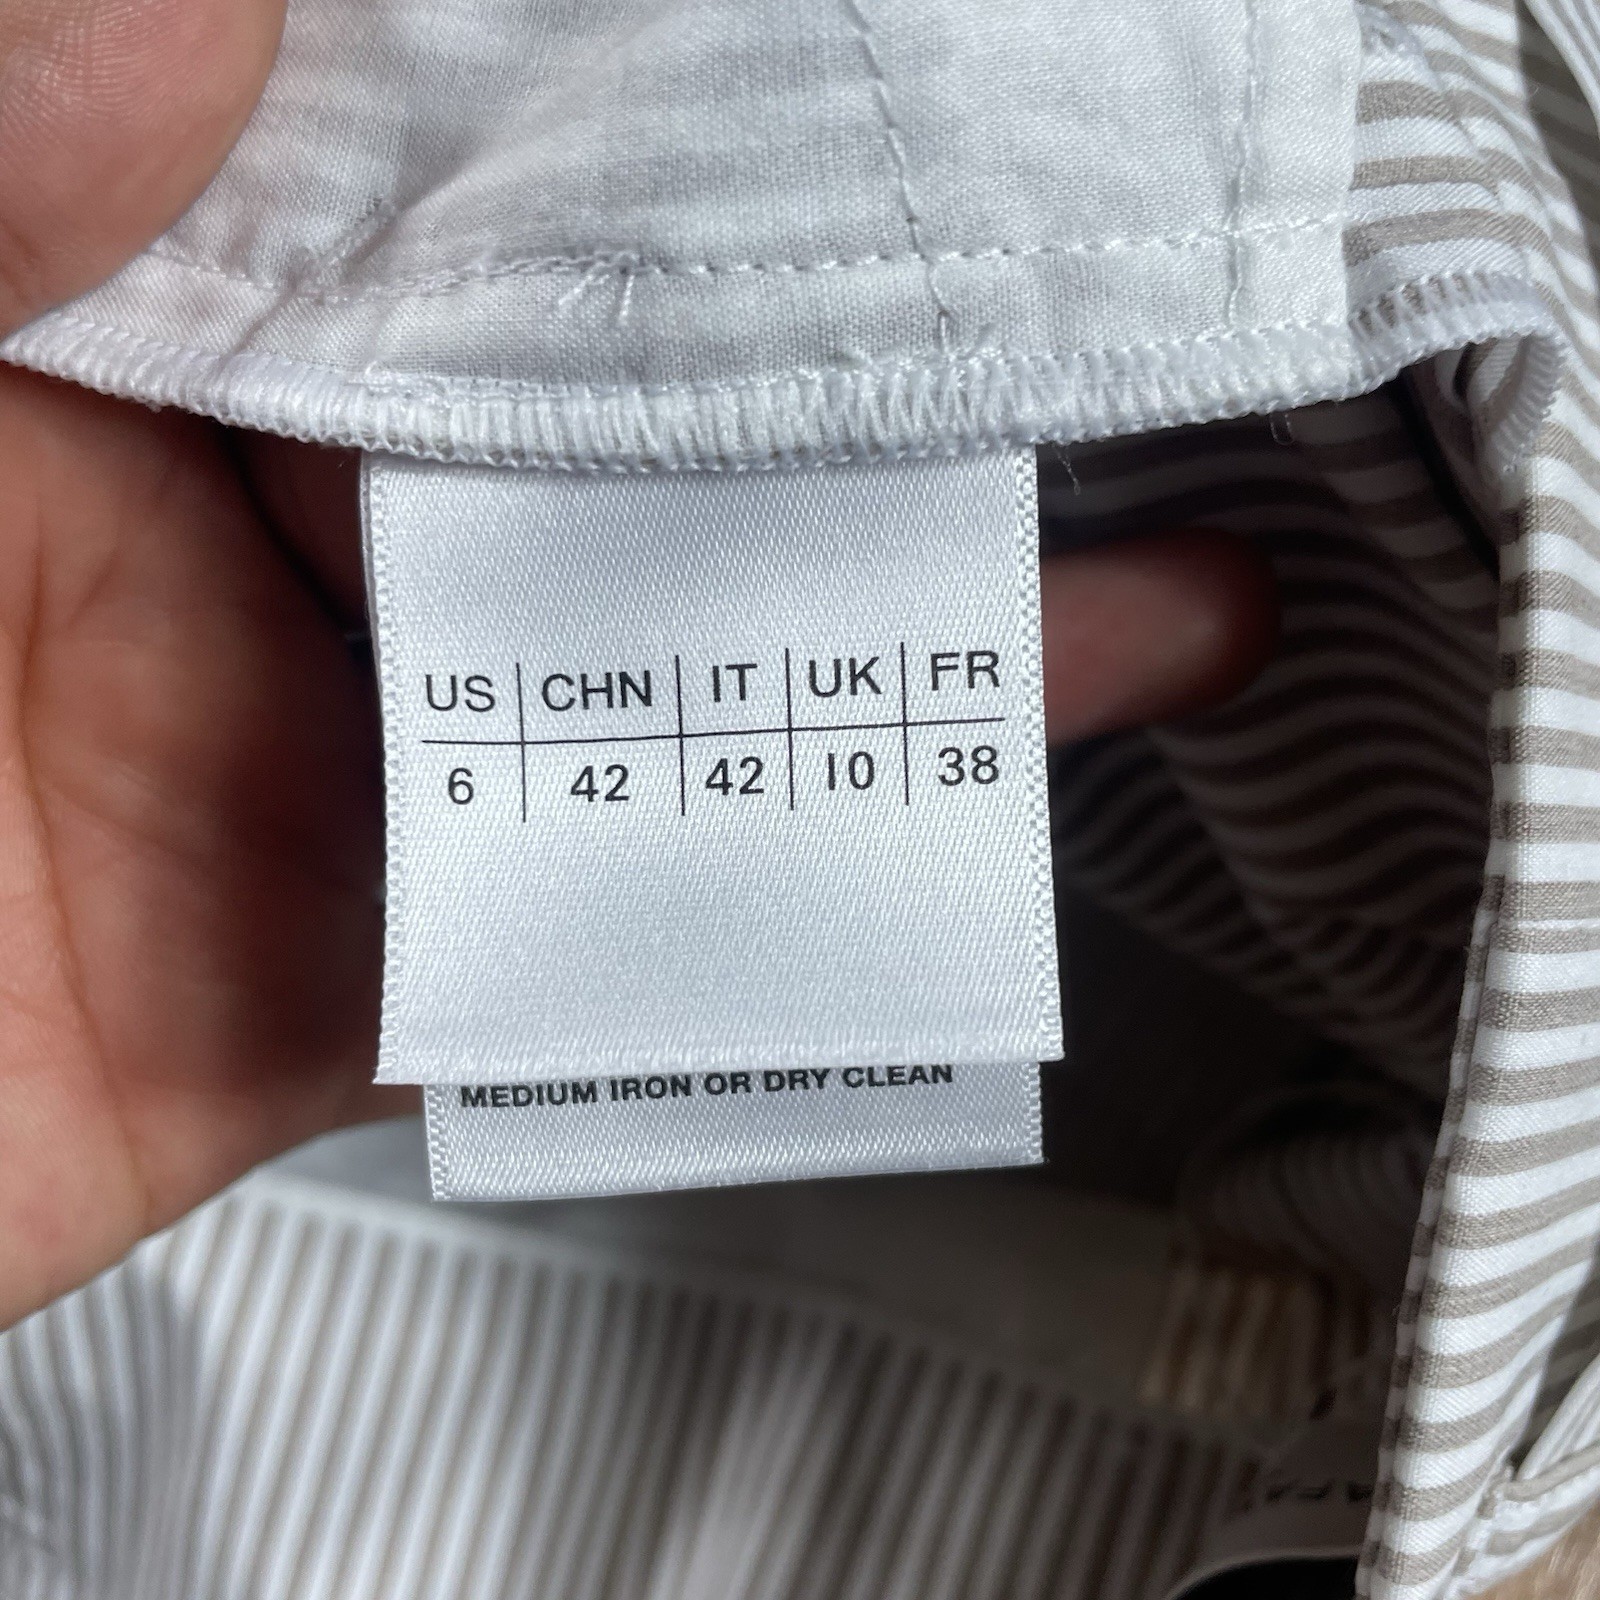 US | CHN | IT | UK | FR
6 | 42 | 42 | 10 | 38
MEDIUM IRON OR DRY CLEAN